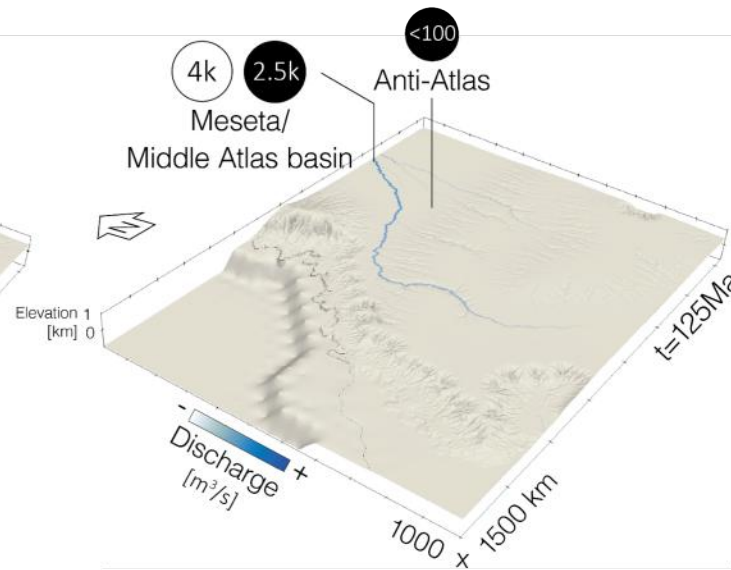 <100
Anti-Atlas
4k 2.5k
Meseta/
Middle Atlas basin
N
Elevation 1
[km] 0
t=125Ma
-
+
Discharge
[m³/s]
1000 x 1500 km